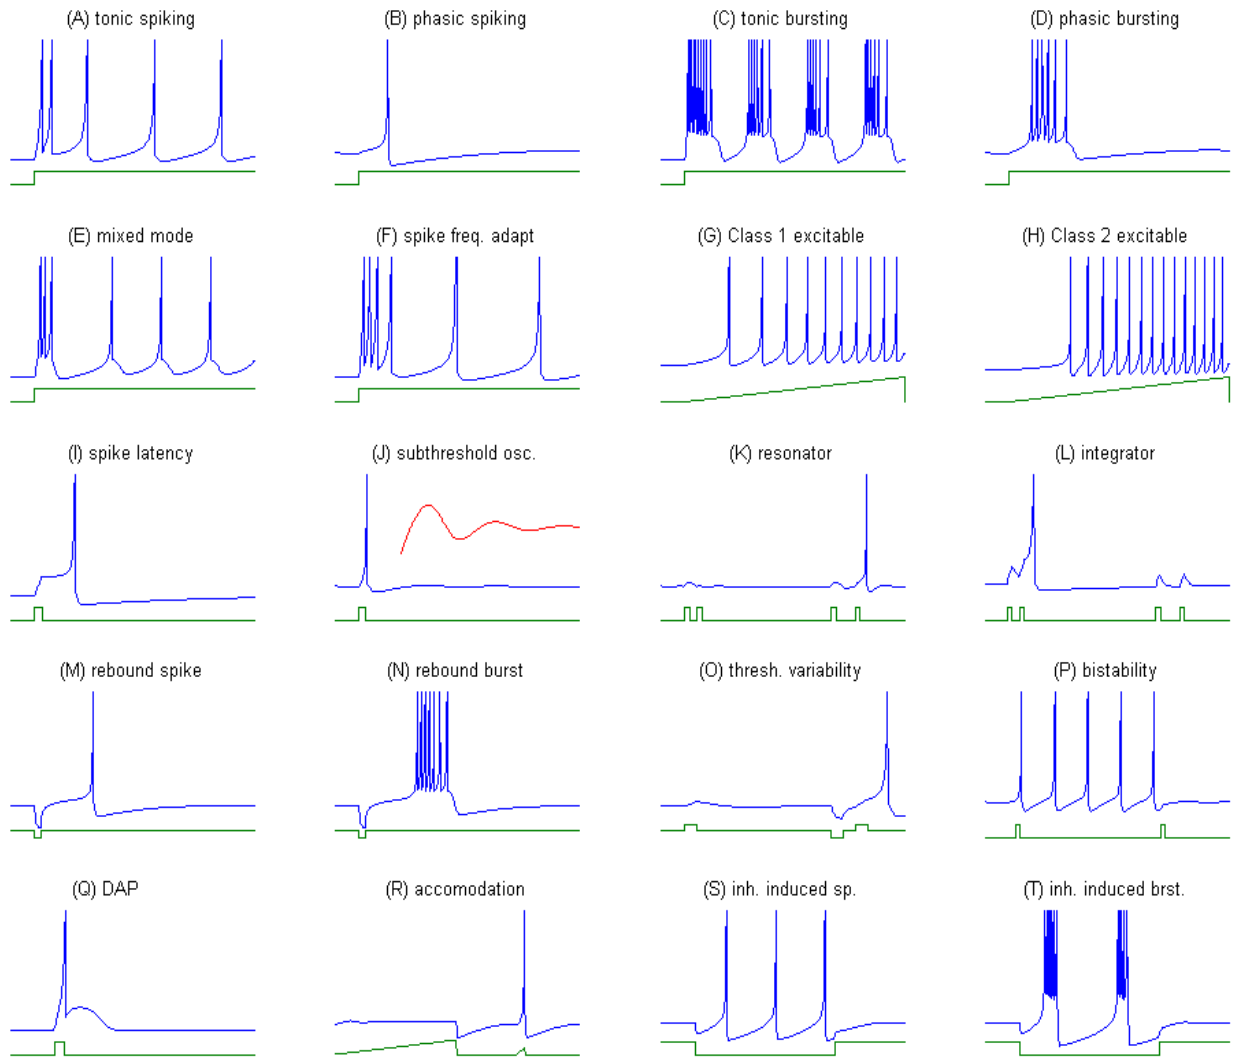 (A) tonic spiking
(B) phasic spiking
(C) tonic bursting
(D) phasic bursting
(E) mixed mode
(F) spike freq. adapt
(G) Class 1 excitable
(H) Class 2 excitable
(I) spike latency
(J) subthreshold osc.
(K) resonator
(L) integrator
(M) rebound spike
(N) rebound burst
(O) thresh. variability
(P) bistability
(Q) DAP
(R) accomodation
(S) inh. induced sp.
(T) inh. induced brst.